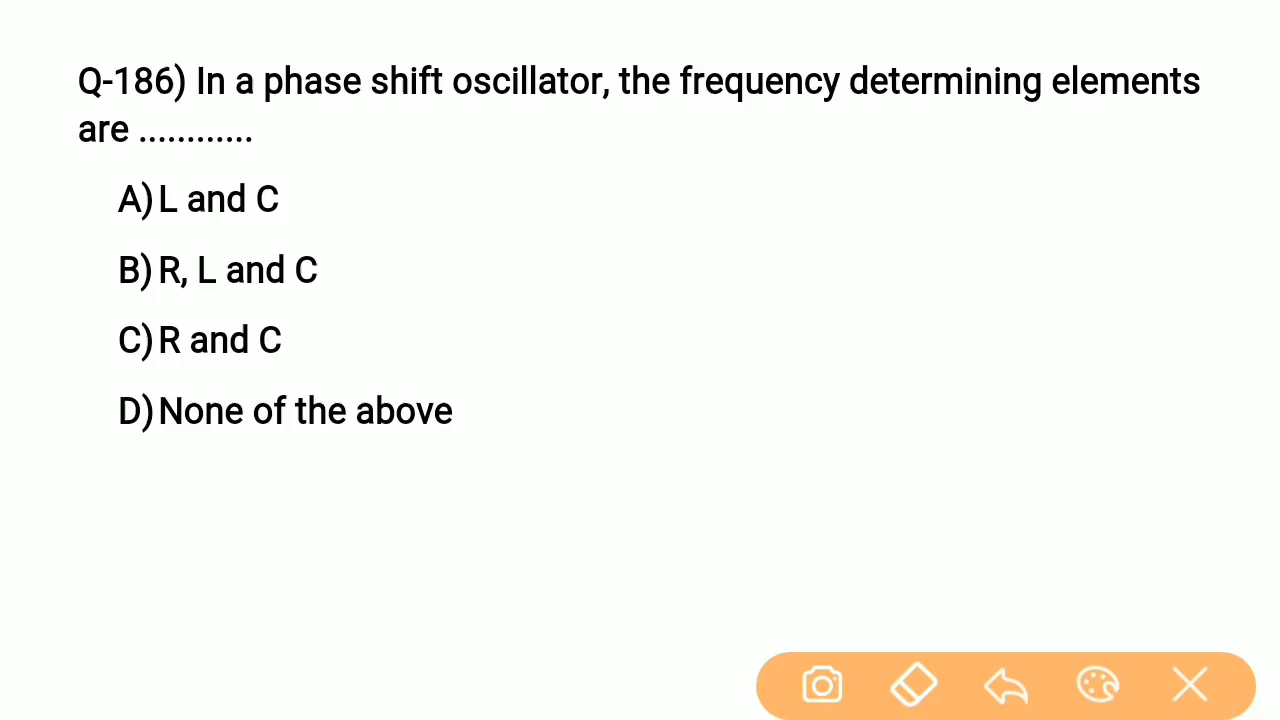 Q-186) In a phase shift oscillator, the frequency determining elements
are ............
A) L and C
B) R, L and C
C) R and C
D) None of the above